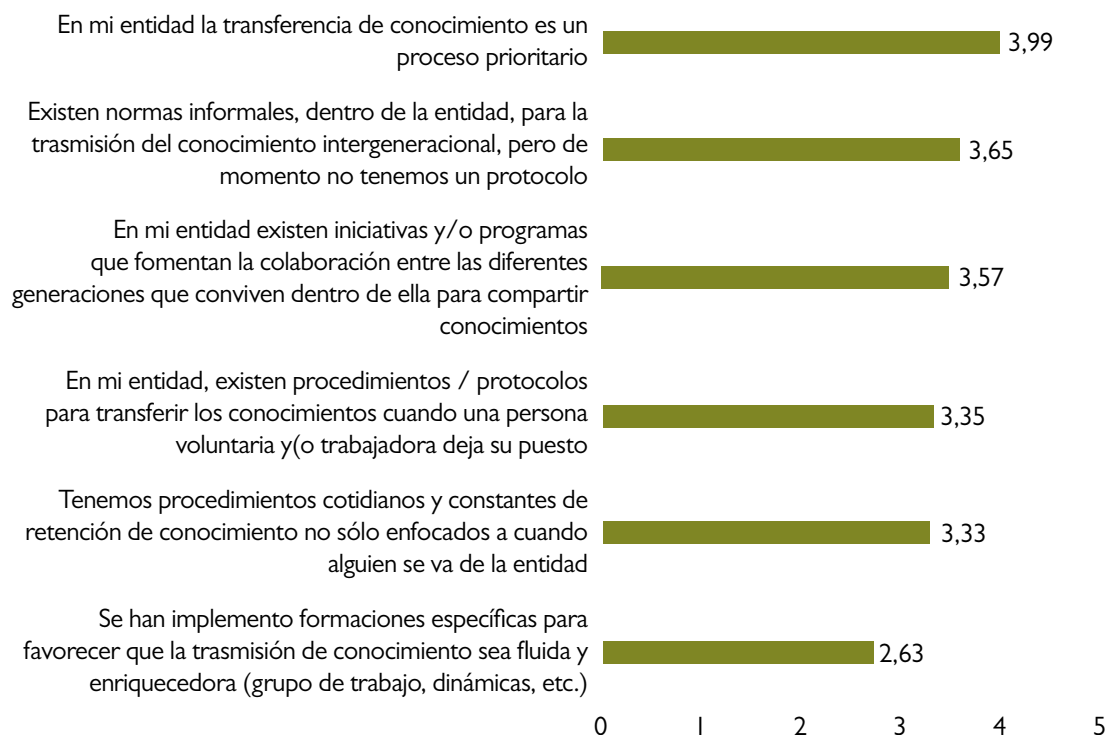 En mi entidad la transferencia de conocimiento es un
proceso prioritario
3,99
Existen normas informales, dentro de la entidad, para la
trasmisión del conocimiento intergeneracional, pero de
momento no tenemos un protocolo
3,65
En mi entidad existen iniciativas y/o programas
que fomentan la colaboración entre las diferentes
generaciones que conviven dentro de ella para compartir
conocimientos
3,57
En mi entidad, existen procedimientos / protocolos
para transferir los conocimientos cuando una persona
voluntaria y(o trabajadora deja su puesto
3,35
Tenemos procedimientos cotidianos y constantes de
retención de conocimiento no sólo enfocados a cuando
alguien se va de la entidad
3,33
Se han implemento formaciones específicas para
favorecer que la trasmisión de conocimiento sea fluida y
enriquecedora (grupo de trabajo, dinámicas, etc.)
2,63
0 1 2 3 4 5